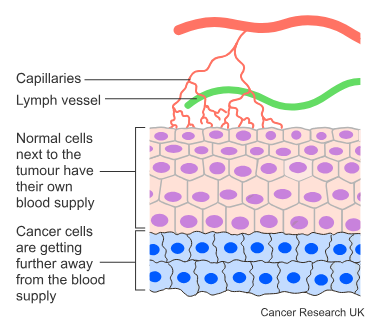 Capillaries
Lymph vessel
Normal cells
next to the
tumour have
their own
blood supply
Cancer cells
are getting
further away
from the blood
supply
Cancer Research UK